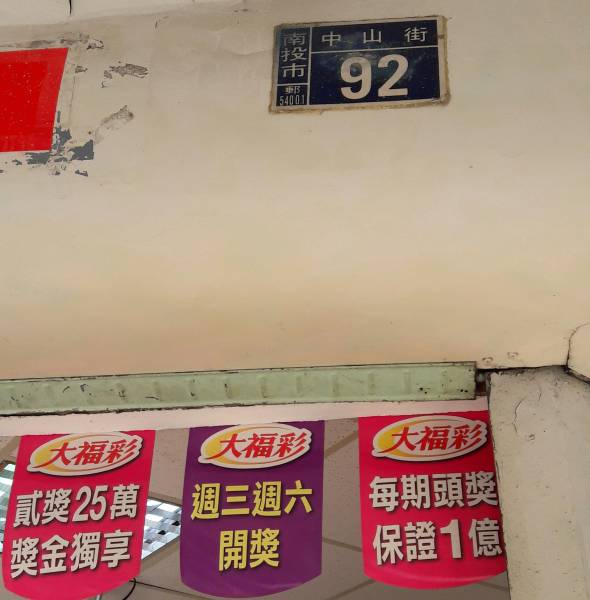 南投市
郵
54001
中山街
92
大福彩
貳獎25萬
獎金獨享
大福彩
週三週六
開獎
大福彩
每期頭獎
保證1億